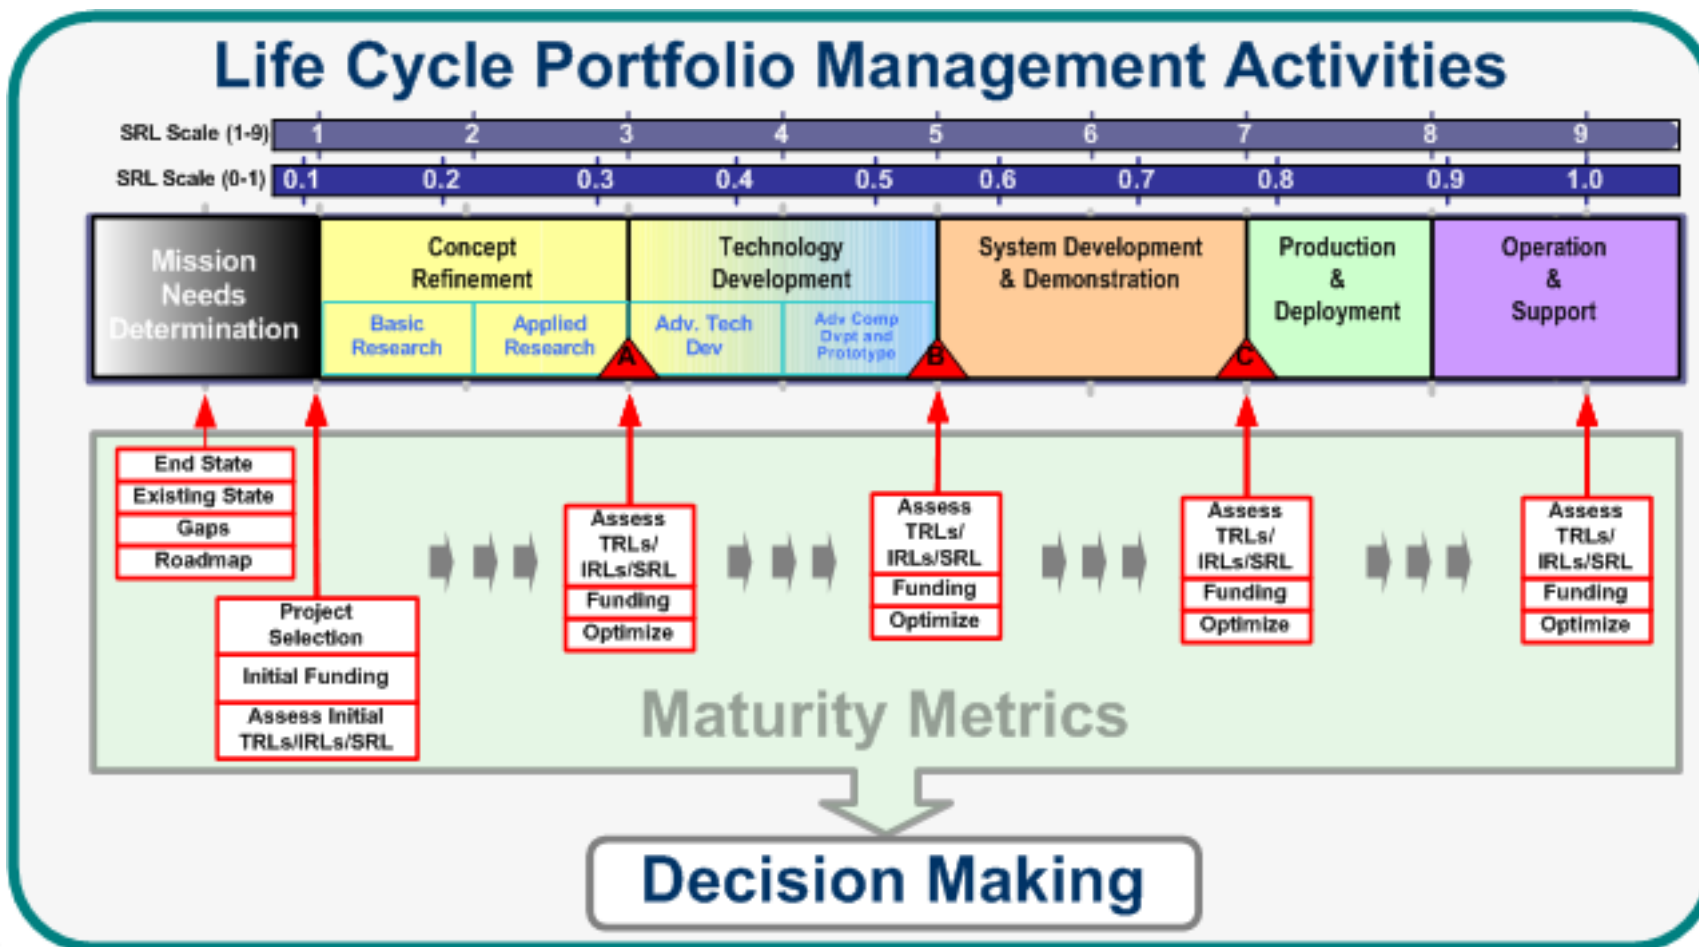 Life Cycle Portfolio Management Activities
SRL Scale (1-9) 1 2 3 4 5 6 7 8 9
SRL Scale (0-1) 0.1 0.2 0.3 0.4 0.5 0.6 0.7 0.8 0.9 1.0
Mission
Needs
Determination
Concept
Refinement
Basic
Research
Applied
Research
A
Technology
Development
Adv. Tech
Dev
Adv Comp
Dvpt and
Prototype
B
System Development
& Demonstration
C
Production
&
Deployment
Operation
&
Support
End State
Existing State
Gaps
Roadmap
Project
Selection
Initial Funding
Assess Initial
TRLs/IRLs/SRL
Assess
TRLs/
IRLs/SRL
Funding
Optimize
Assess
TRLs/
IRLs/SRL
Funding
Optimize
Assess
TRLs/
IRLs/SRL
Funding
Optimize
Assess
TRLs/
IRLs/SRL
Funding
Optimize
Maturity Metrics
Decision Making